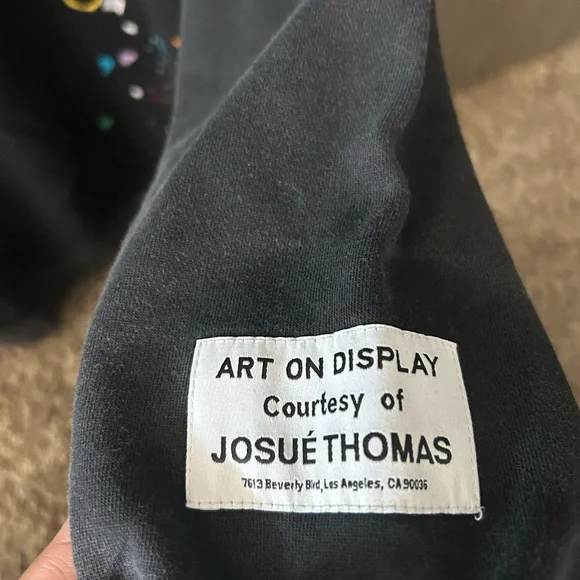 ART ON DISPLAY
Courtesy of
JOSUÉ THOMAS
7613 Beverly Blvd, Los Angeles, CA 90036